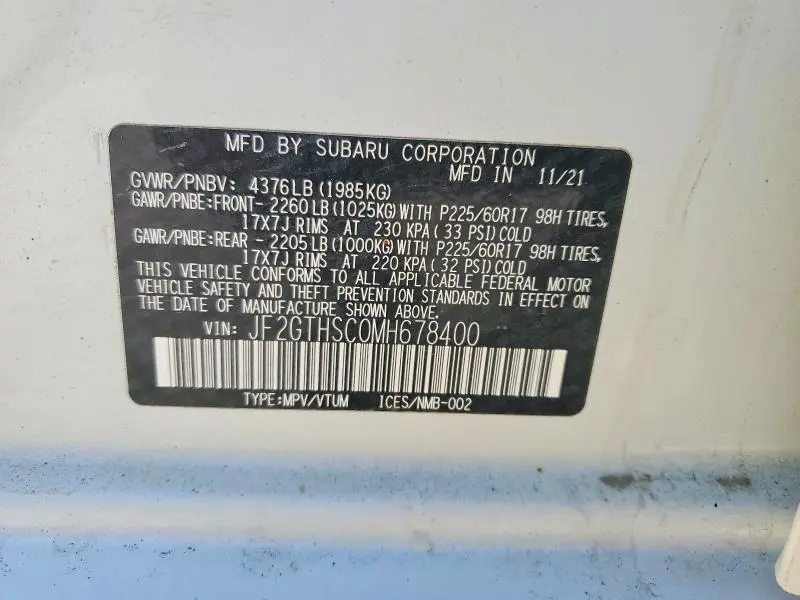 MFD BY SUBARU CORPORATION
MFD IN 11/21
GVWR/PNBV: 4376LB(1985KG)
GAWR/PNBE:FRONT- 2260LB(1025KG)WITH P225/60R17 98H TIRES,
17X7J RIMS AT 230 KPA( 33 PSI)COLD
GAWR/PNBE:REAR - 2205LB(1000KG)WITH P225/60R17 98H TIRES,
17X7J RIMS AT 220 KPA( 32 PSI)COLD
THIS VEHICLE CONFORMS TO ALL APPLICABLE FEDERAL MOTOR
VEHICLE SAFETY AND THEFT PREVENTION STANDARDS IN EFFECT ON
THE DATE OF MANUFACTURE SHOWN ABOVE.
VIN: JF2GTHSC0MH678400
TYPE:MPV/VTUM ICES/NMB-002